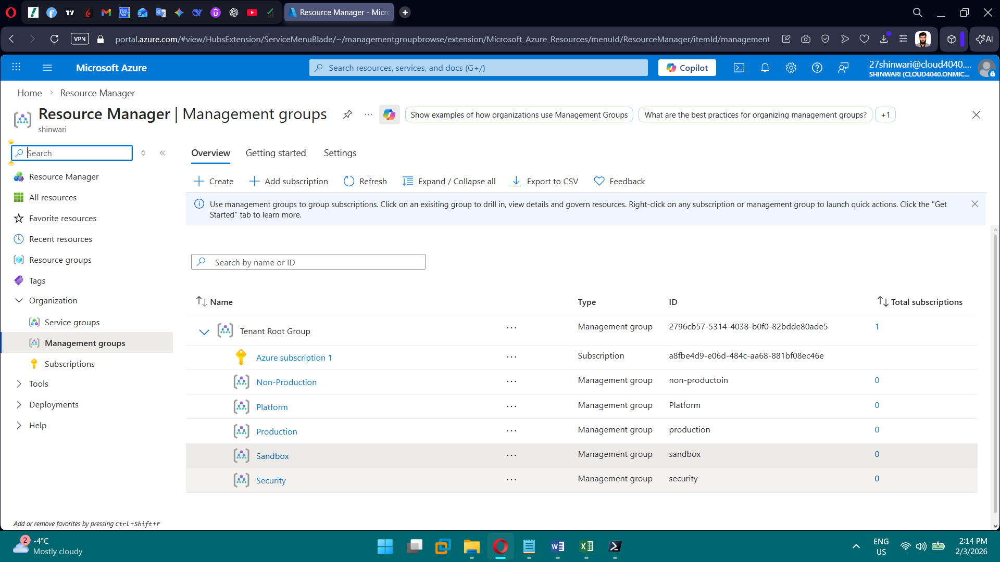 Resource Manager - Micro
VPN
portal.azure.com/#view/HubsExtension/ServiceMenuBlade/~/managementgroupbrowse/extension/Microsoft_Azure_Resources/menuId/ResourceManager/itemId/management
AI
Microsoft Azure
Search resources, services, and docs (G+/)
Copilot
27shinwari@cloud4040....
SHINWARI (CLOUD4040.ONMIC...
Home > Resource Manager
Resource Manager | Management groups
shinwari
Show examples of how organizations use Management Groups
What are the best practices for organizing management groups?
+1
Search
Overview
Getting started
Settings
Resource Manager
All resources
Favorite resources
Recent resources
Resource groups
Tags
Organization
Service groups
Management groups
Subscriptions
Tools
Deployments
Help
Add or remove favorites by pressing Ctrl+Shift+F
Create
Add subscription
Refresh
Expand / Collapse all
Export to CSV
Feedback
Use management groups to group subscriptions. Click on an exisiting group to drill in, view details and govern resources. Right-click on any subscription or management group to launch quick actions. Click the "Get
Started" tab to learn more.
Search by name or ID
Name Type ID Total subscriptions
Tenant Root Group ... Management group 2796cb57-5314-4038-b0f0-82bdde80ade5 1
Azure subscription 1 ... Subscription a8fbe4d9-e06d-484c-aa68-881bf08ec46e
Non-Production ... Management group non-productoin 0
Platform ... Management group Platform 0
Production ... Management group production 0
Sandbox ... Management group sandbox 0
Security ... Management group security 0
2
-4°C
Mostly cloudy
ENG
US
2:14 PM
2/3/2026